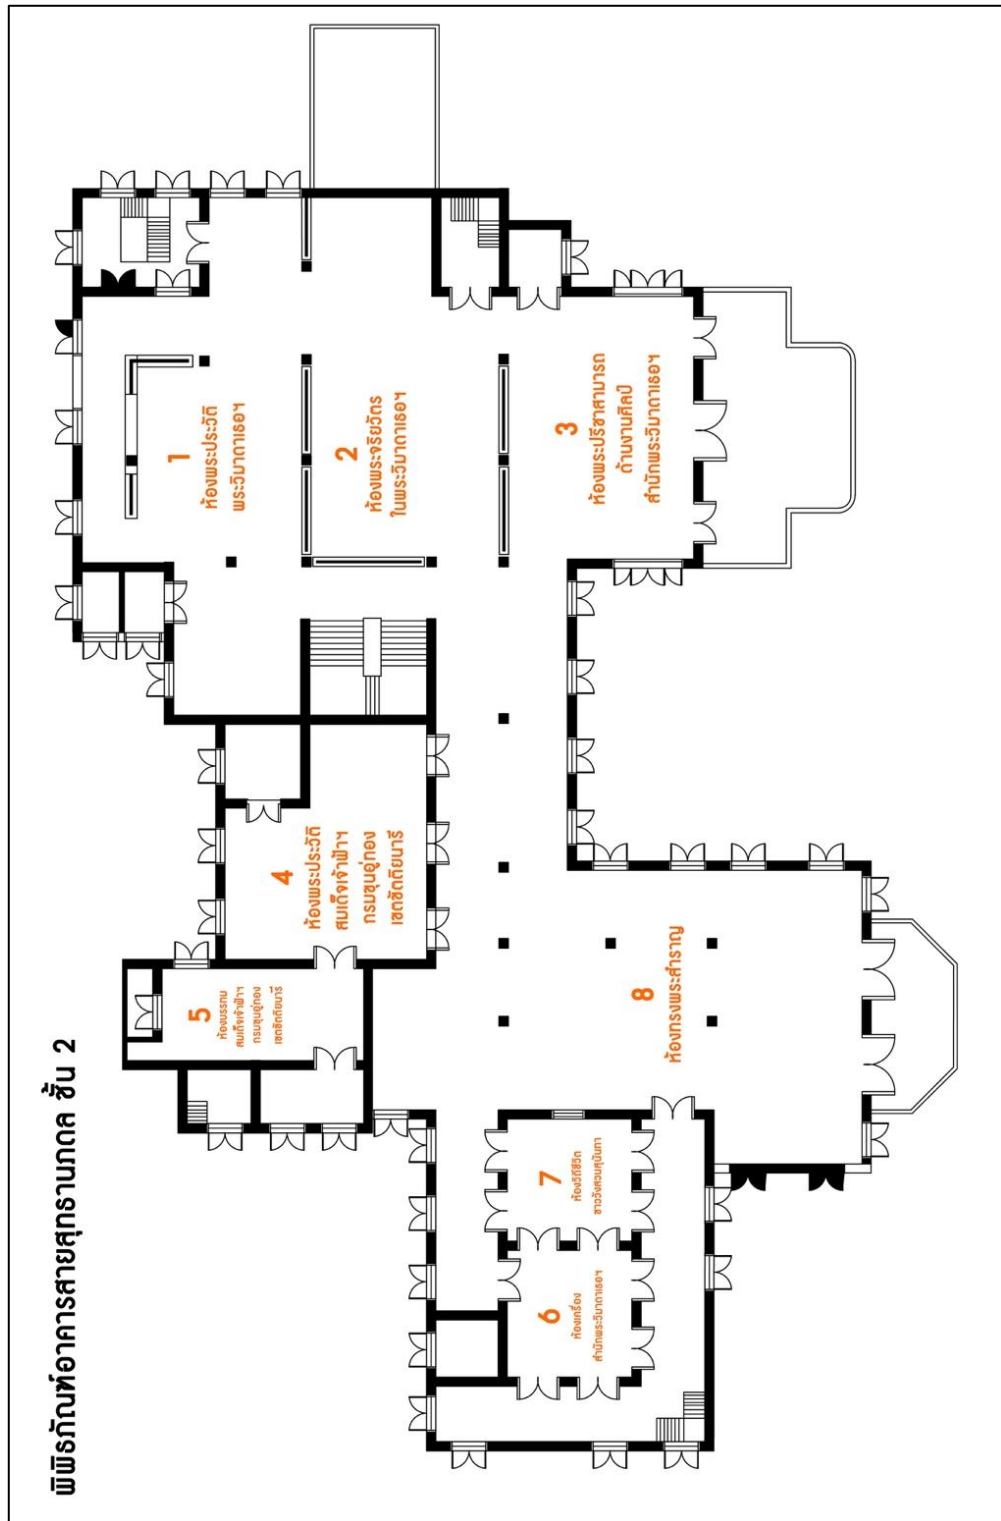 พิพิธภัณฑ์อาคารสายสุทธานภดล ชั้น 2
1
ห้องพระประวัติ
พระวิมาดาเธอฯ
2
ห้องพระจริยวัตร
ในพระวิมาดาเธอฯ
3
ห้องพระปรีชาสามารถ
ด้านงานศิลป์
สำนักพระวิมาดาเธอฯ
4
ห้องพระประวัติ
สมเด็จเจ้าฟ้าฯ
กรมขุนอู่ทอง
เขตขัตติยนารี
5
ห้องบรรทม
สมเด็จเจ้าฟ้าฯ
กรมขุนอู่ทอง
เขตขัตติยนารี
6
ห้องเครื่อง
สำนักพระวิมาดาเธอฯ
7
ห้องวิถีชีวิต
ชาววังสวนสุนันทา
8
ห้องทรงพระสำราญ